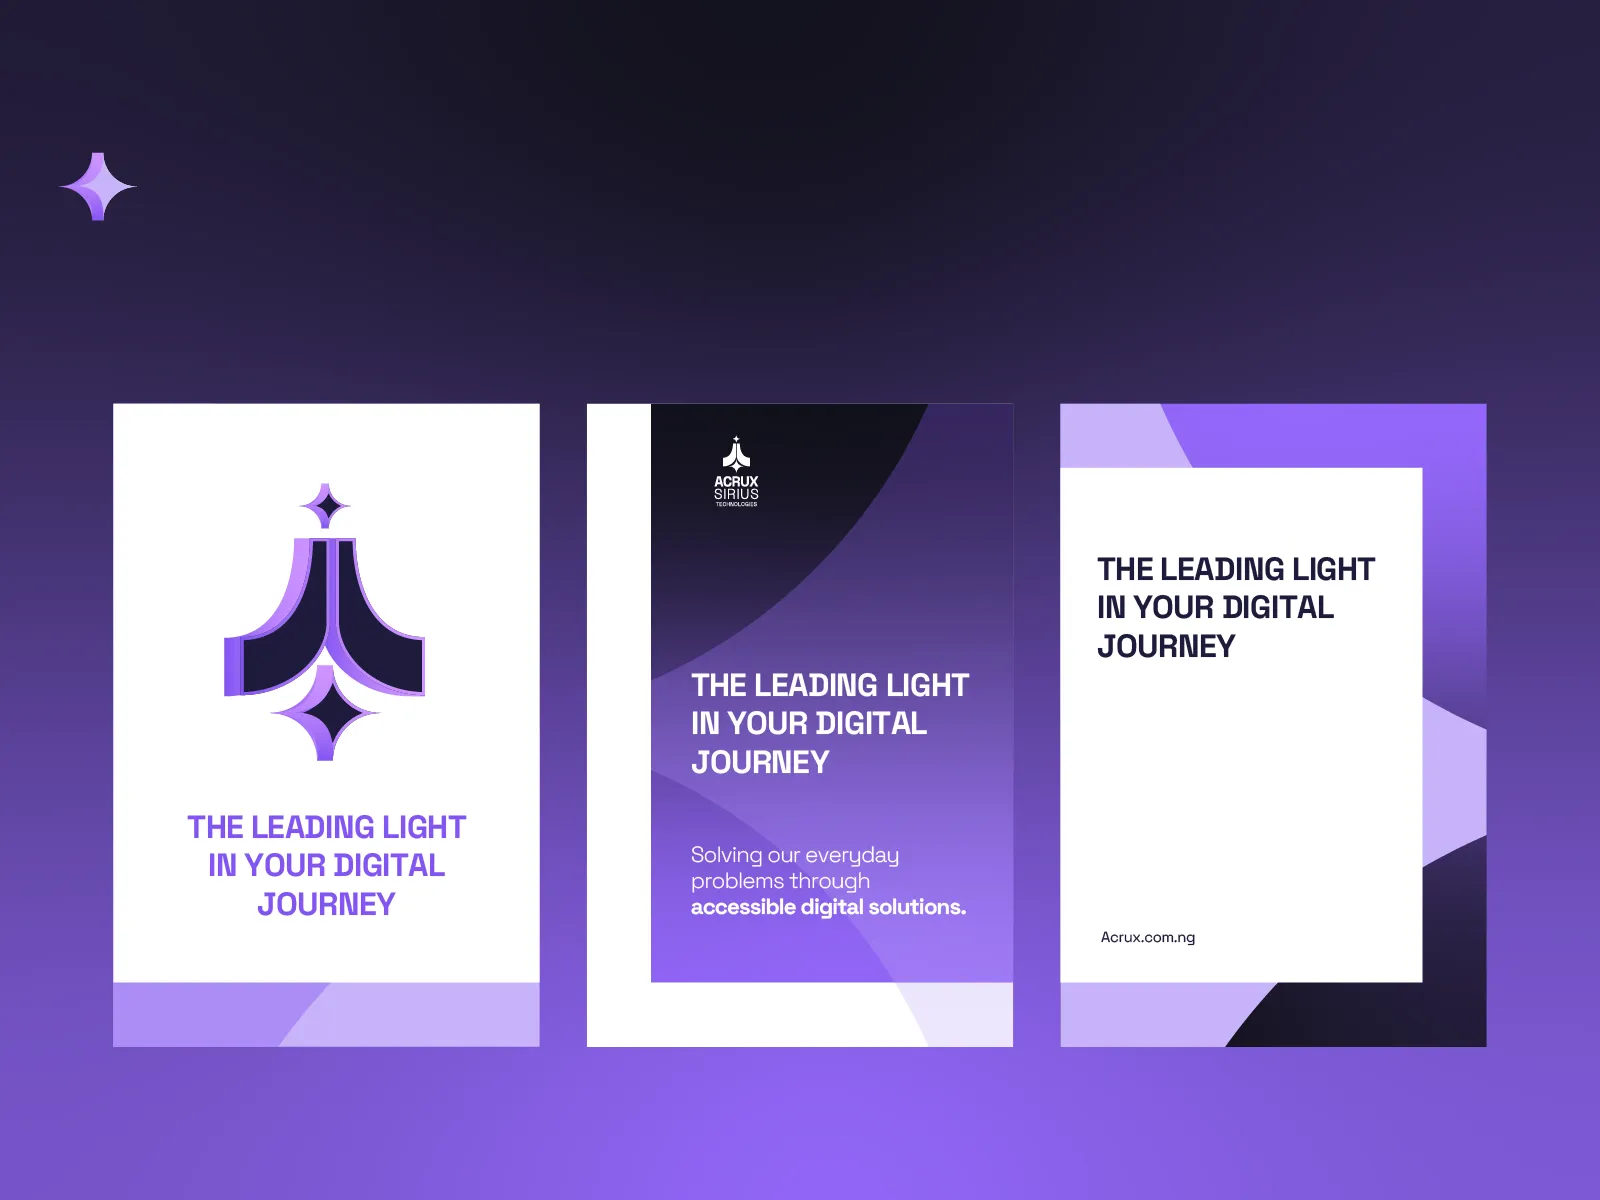 THE LEADING LIGHT
IN YOUR DIGITAL
JOURNEY
ACRUX
SIRIUS
TECHNOLOGIES
THE LEADING LIGHT
IN YOUR DIGITAL
JOURNEY
Solving our everyday
problems through
accessible digital solutions.
THE LEADING LIGHT
IN YOUR DIGITAL
JOURNEY
Acrux.com.ng